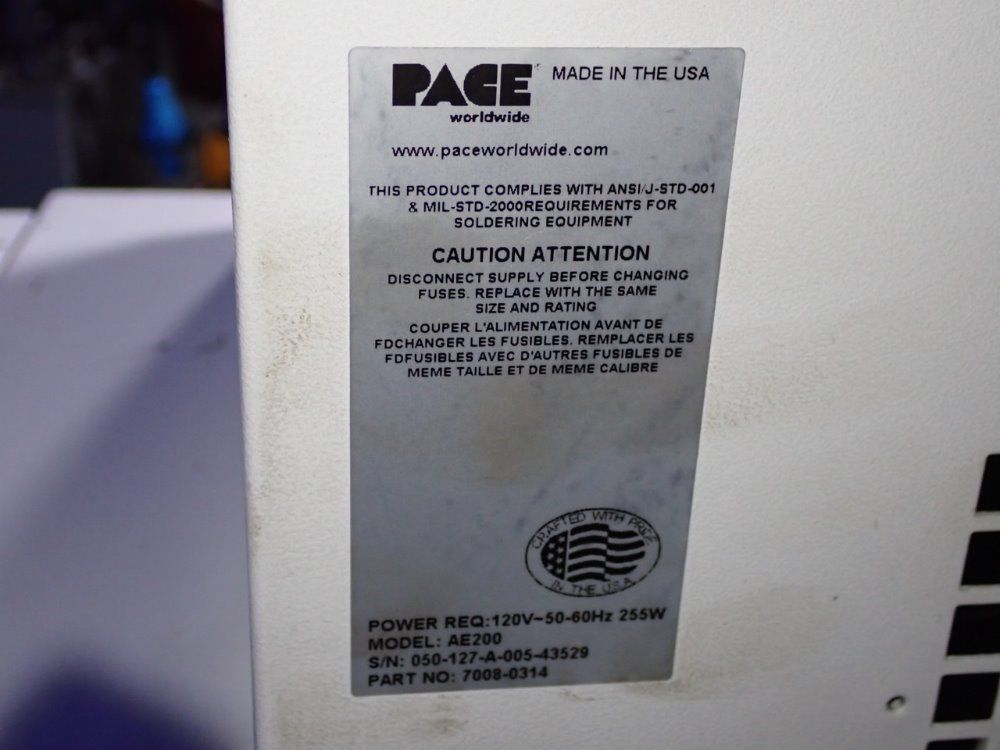 PACE MADE IN THE USA
worldwide
www.paceworldwide.com
THIS PRODUCT COMPLIES WITH ANSI/J-STD-001
& MIL-STD-2000REQUIREMENTS FOR
SOLDERING EQUIPMENT
CAUTION ATTENTION
DISCONNECT SUPPLY BEFORE CHANGING
FUSES. REPLACE WITH THE SAME
SIZE AND RATING
COUPER L'ALIMENTATION AVANT DE
FDCHANGER LES FUSIBLES. REMPLACER LES
FDFUSIBLES AVEC D'AUTRES FUSIBLES DE
MEME TAILLE ET DE MEME CALIBRE
CRAFTED WITH PRIDE
IN THE U.S.A.
POWER REQ:120V~50-60Hz 255W
MODEL: AE200
S/N: 050-127-A-005-43529
PART NO: 7008-0314